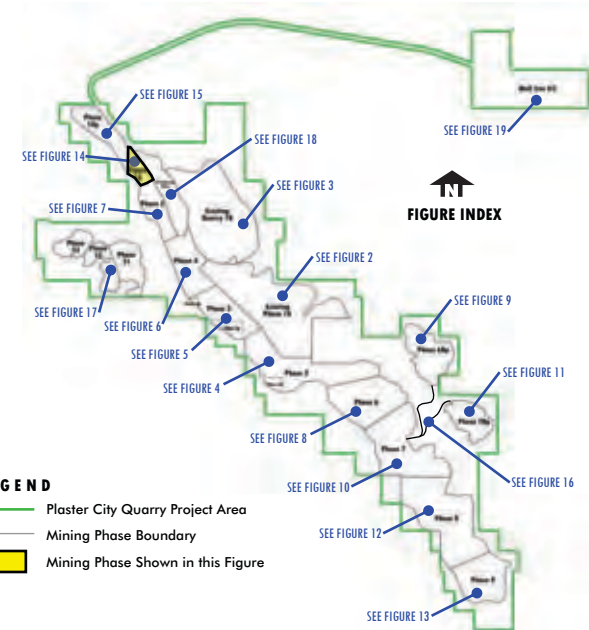 SEE FIGURE 15
SEE FIGURE 18
SEE FIGURE 19
SEE FIGURE 14
SEE FIGURE 3
SEE FIGURE 7
N
FIGURE INDEX
SEE FIGURE 2
SEE FIGURE 9
SEE FIGURE 17
SEE FIGURE 6
SEE FIGURE 5
SEE FIGURE 11
SEE FIGURE 4
SEE FIGURE 8
SEE FIGURE 16
SEE FIGURE 10
SEE FIGURE 12
SEE FIGURE 13
GEND
Plaster City Quarry Project Area
Mining Phase Boundary
Mining Phase Shown in this Figure